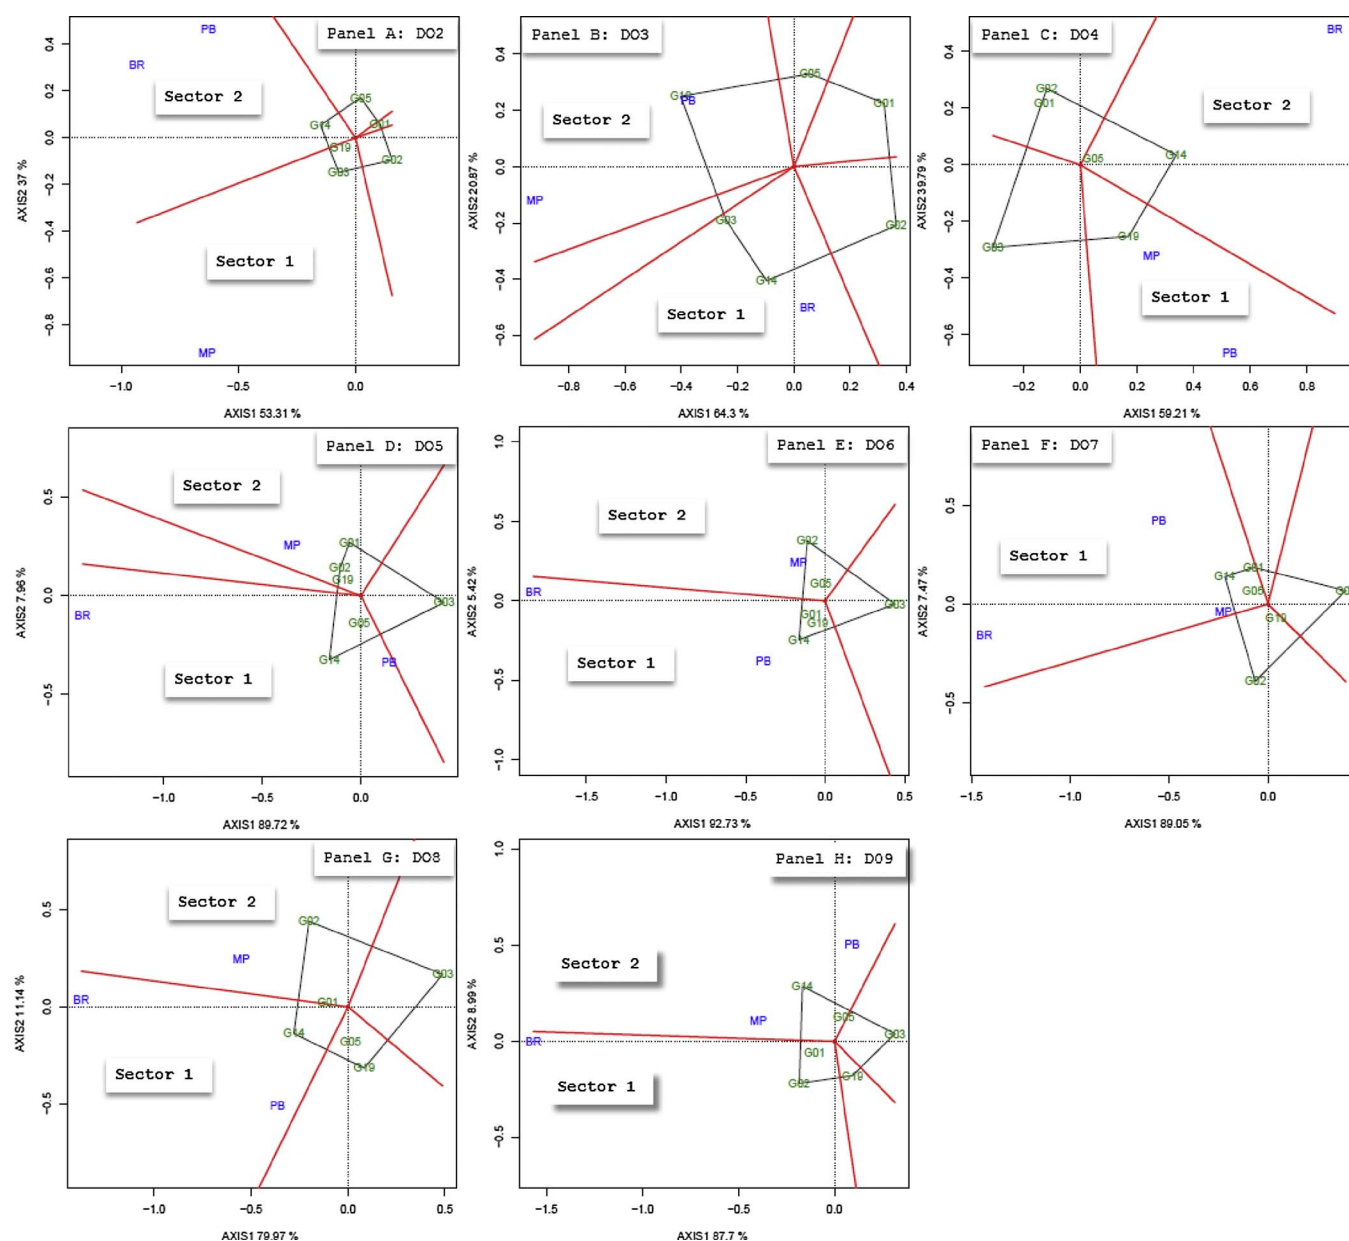 Panel A: DO2
PB
BR
Sector 2
G05
G14
G01
G19
G02
G03
Sector 1
MP
0.4
0.2
0.0
−0.2
−0.4
−0.6
−0.8
AXIS2 37 %
−1.0
−0.5
0.0
AXIS1 53.31 %
Panel B: DO3
G05
PB
G01
Sector 2
MP
G03
G02
G14
Sector 1
BR
0.4
0.2
0.0
−0.2
−0.4
−0.6
AXIS2 20.87 %
−0.8
−0.6
−0.4
−0.2
0.0
0.2
0.4
AXIS1 64.3 %
Panel C: DO4
BR
G02
G01
Sector 2
G05
G14
G03
G19
MP
Sector 1
PB
0.4
0.2
0.0
−0.2
−0.4
−0.6
AXIS2 39.79 %
−0.2
0.0
0.2
0.4
0.6
0.8
AXIS1 59.21 %
Panel D: DO5
Sector 2
MP
G01
G02
G19
G03
BR
G05
G14
PB
Sector 1
0.5
0.0
−0.5
AXIS2 7.96 %
−1.0
−0.5
0.0
AXIS1 89.72 %
Panel E: DO6
Sector 2
G02
MP
G05
BR
G03
G01
G19
G14
Sector 1
PB
1.0
0.5
0.0
−0.5
−1.0
AXIS2 5.42 %
−1.5
−1.0
−0.5
0.0
0.5
AXIS1 92.73 %
Panel F: DO7
PB
Sector 1
G01
G14
G05
G03
MP
G19
BR
G02
0.5
0.0
−0.5
AXIS2 7.47 %
−1.5
−1.0
−0.5
0.0
AXIS1 89.05 %
Panel G: DO8
Sector 2
G02
MP
G03
BR
G01
G14
G05
G19
Sector 1
PB
0.5
0.0
−0.5
AXIS2 11.14 %
−1.0
−0.5
0.0
0.5
AXIS1 79.97 %
Panel H: DO9
PB
Sector 2
G14
MP
G05
G03
BR
G01
G02
G19
Sector 1
1.0
0.5
0.0
−0.5
AXIS2 8.99 %
−1.5
−1.0
−0.5
0.0
AXIS1 87.7 %